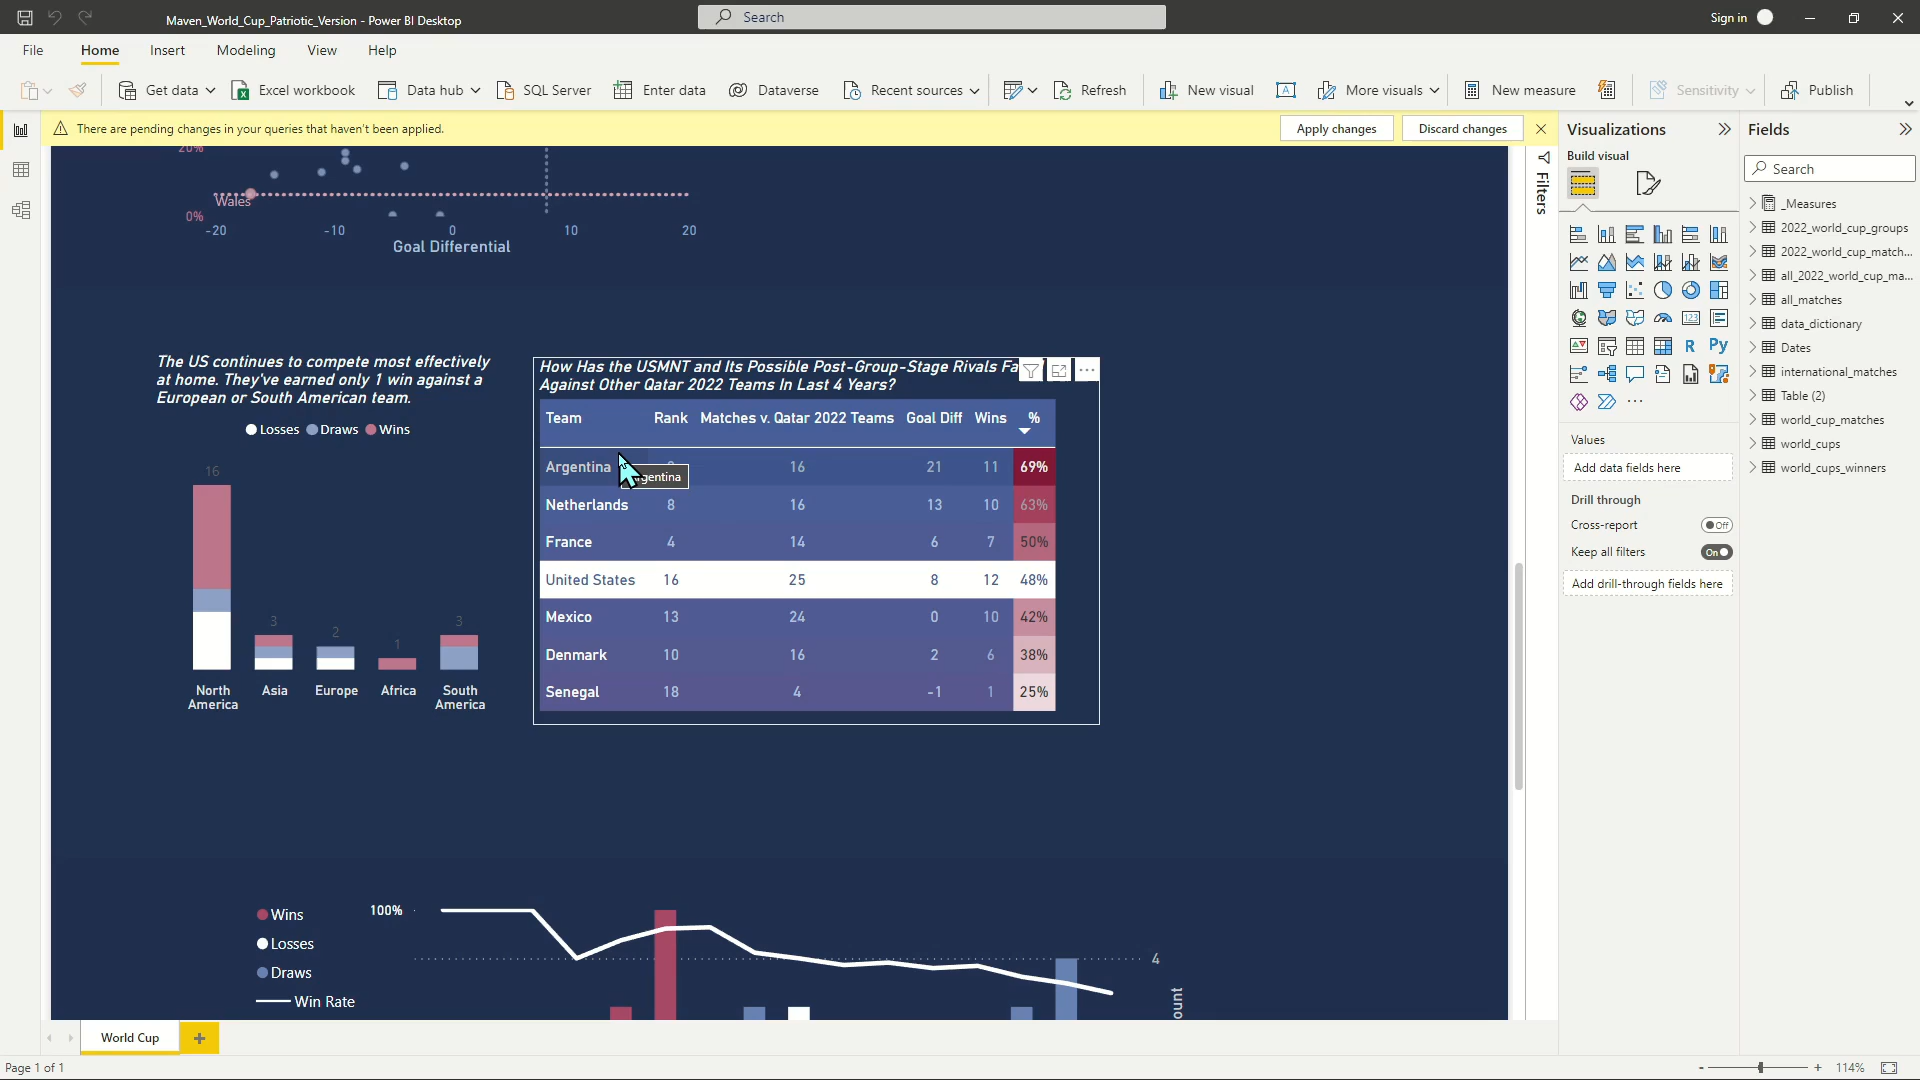 Maven_World_Cup_Patriotic_Version - Power BI Desktop
Search
Sign in
File
Home
Insert
Modeling
View
Help
Get data
Excel workbook
Data hub
SQL Server
Enter data
Dataverse
Recent sources
Refresh
New visual
More visuals
New measure
Sensitivity
Publish
There are pending changes in your queries that haven't been applied.
Apply changes
Discard changes
20%
Wales
0%
-20
-10
0
10
20
Goal Differential
The US continues to compete most effectively
at home. They've earned only 1 win against a
European or South American team.
Losses Draws Wins
16
3
2
1
3
North America
Asia
Europe
Africa
South America
How Has the USMNT and Its Possible Post-Group-Stage Rivals
Against Other Qatar 2022 Teams In Last 4 Years?
Team Rank Matches v. Qatar 2022 Teams Goal Diff Wins %
Argentina 16 21 11 69%
Netherlands 8 16 13 10 63%
France 4 14 6 7 50%
United States 16 25 8 12 48%
Mexico 13 24 0 10 42%
Denmark 10 16 2 6 38%
Senegal 18 4 -1 1 25%
Wins
Losses
Draws
Win Rate
100%
4
World Cup
Page 1 of 1
114%
Filters
Visualizations
Build visual
Values
Add data fields here
Drill through
Cross-report
Off
Keep all filters
On
Add drill-through fields here
Fields
Search
_Measures
2022_world_cup_groups
2022_world_cup_match...
all_2022_world_cup_ma...
all_matches
data_dictionary
Dates
international_matches
Table (2)
world_cup_matches
world_cups
world_cups_winners